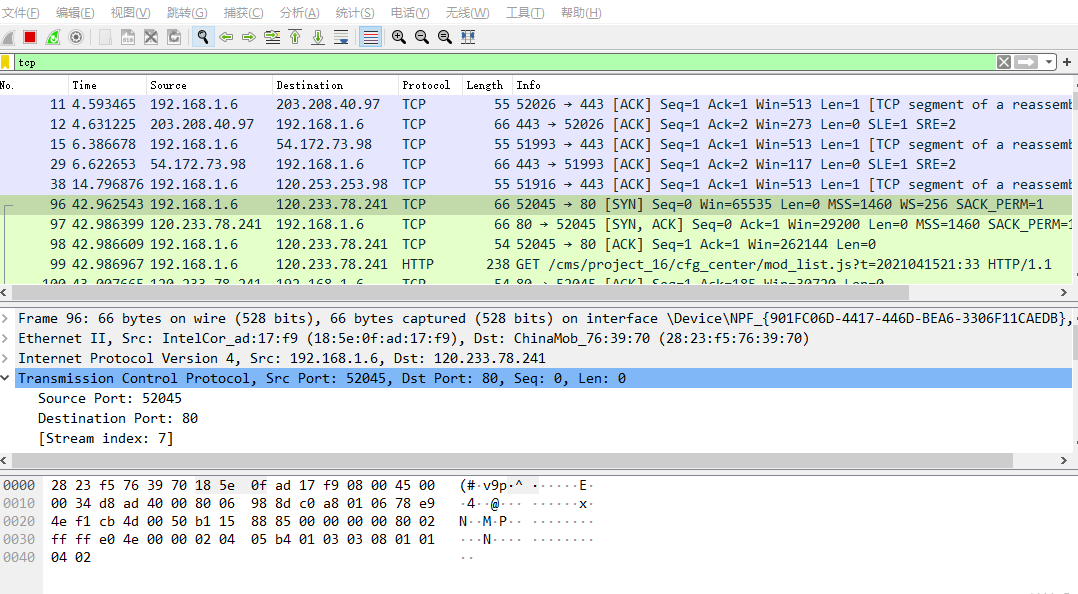 文件(F) 编辑(E) 视图(V) 跳转(G) 捕获(C) 分析(A) 统计(S) 电话(Y) 无线(W) 工具(T) 帮助(H)
tcp
No. Time Source Destination Protocol Length Info
11 4.593465 192.168.1.6 203.208.40.97 TCP 55 52026 → 443 [ACK] Seq=1 Ack=1 Win=513 Len=1 [TCP segment of a reassemb
12 4.631225 203.208.40.97 192.168.1.6 TCP 66 443 → 52026 [ACK] Seq=1 Ack=2 Win=273 Len=0 SLE=1 SRE=2
15 6.386678 192.168.1.6 54.172.73.98 TCP 55 51993 → 443 [ACK] Seq=1 Ack=1 Win=513 Len=1 [TCP segment of a reassemb
29 6.622653 54.172.73.98 192.168.1.6 TCP 66 443 → 51993 [ACK] Seq=1 Ack=2 Win=117 Len=0 SLE=1 SRE=2
38 14.796876 192.168.1.6 120.253.253.98 TCP 55 51916 → 443 [ACK] Seq=1 Ack=1 Win=513 Len=1 [TCP segment of a reassemb
96 42.962543 192.168.1.6 120.233.78.241 TCP 66 52045 → 80 [SYN] Seq=0 Win=65535 Len=0 MSS=1460 WS=256 SACK_PERM=1
97 42.986399 120.233.78.241 192.168.1.6 TCP 66 80 → 52045 [SYN, ACK] Seq=0 Ack=1 Win=29200 Len=0 MSS=1460 SACK_PERM=1
98 42.986609 192.168.1.6 120.233.78.241 TCP 54 52045 → 80 [ACK] Seq=1 Ack=1 Win=262144 Len=0
99 42.986967 192.168.1.6 120.233.78.241 HTTP 238 GET /cms/project_16/cfg_center/mod_list.js?t=2021041521:33 HTTP/1.1
100 43.007665 120.233.78.241 192.168.1.6 TCP 54 80 → 52045 [ACK] Seq=1 Ack=185 Win=30720 Len=0
Frame 96: 66 bytes on wire (528 bits), 66 bytes captured (528 bits) on interface \Device\NPF_{901FC06D-4417-446D-BEA6-3306F11CAEDB},
Ethernet II, Src: IntelCor_ad:17:f9 (18:5e:0f:ad:17:f9), Dst: ChinaMob_76:39:70 (28:23:f5:76:39:70)
Internet Protocol Version 4, Src: 192.168.1.6, Dst: 120.233.78.241
Transmission Control Protocol, Src Port: 52045, Dst Port: 80, Seq: 0, Len: 0
Source Port: 52045
Destination Port: 80
[Stream index: 7]
0000 28 23 f5 76 39 70 18 5e 0f ad 17 f9 08 00 45 00 (#·v9p·^ ······E·
0010 00 34 d8 ad 40 00 80 06 98 8d c0 a8 01 06 78 e9 ·4··@··· ······x·
0020 4e f1 cb 4d 00 50 b1 15 88 85 00 00 00 00 80 02 N··M·P·· ········
0030 ff ff e0 4e 00 00 02 04 05 b4 01 03 03 08 01 01 ···N···· ········
0040 04 02 ··